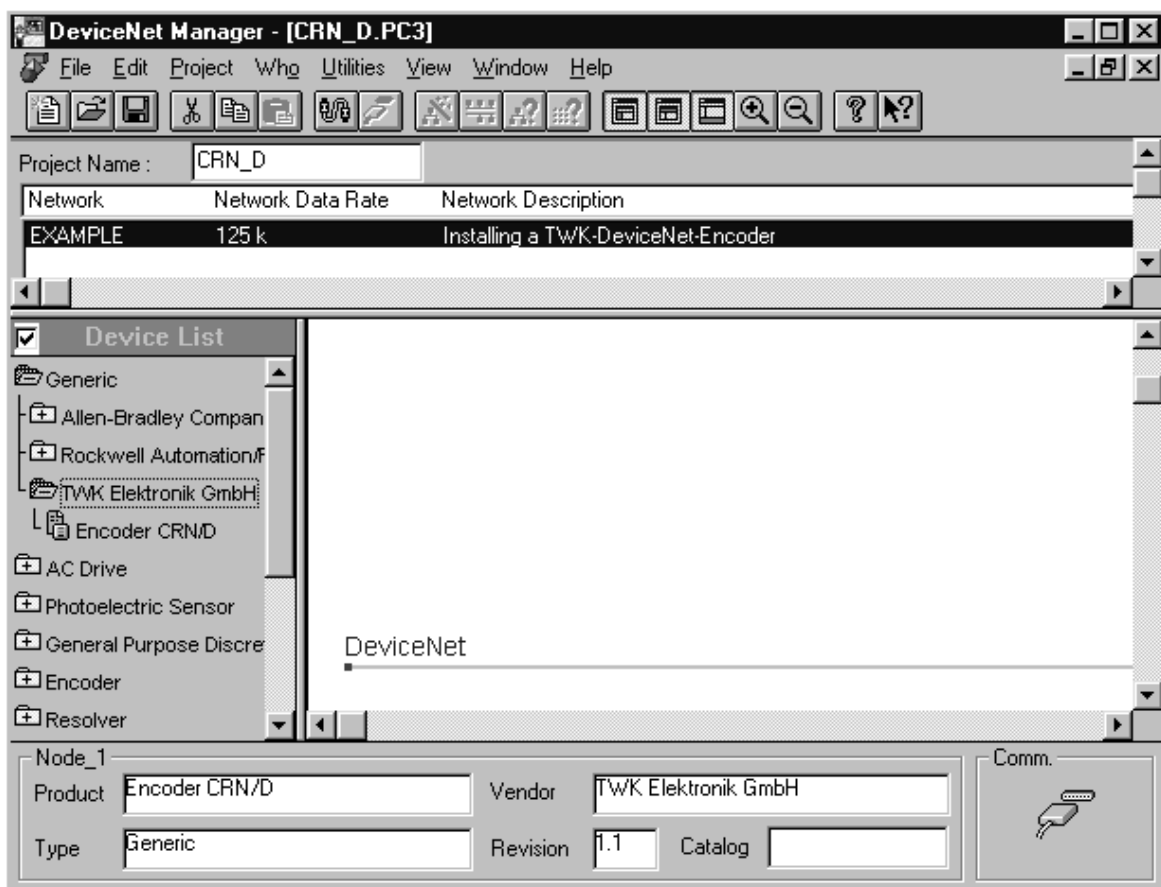 DeviceNet Manager - [CRN_D.PC3]
File Edit Project Who Utilities View Window Help
Project Name : CRN_D
Network Network Data Rate Network Description
EXAMPLE 125 k Installing a TWK-DeviceNet-Encoder
Device List
Generic
Allen-Bradley Compan
Rockwell Automation/F
TWK Elektronik GmbH
Encoder CRN/D
AC Drive
Photoelectric Sensor
General Purpose Discre
Encoder
Resolver
DeviceNet
Node_1
Product Encoder CRN/D Vendor TWK Elektronik GmbH
Type Generic Revision 1.1 Catalog
Comm.